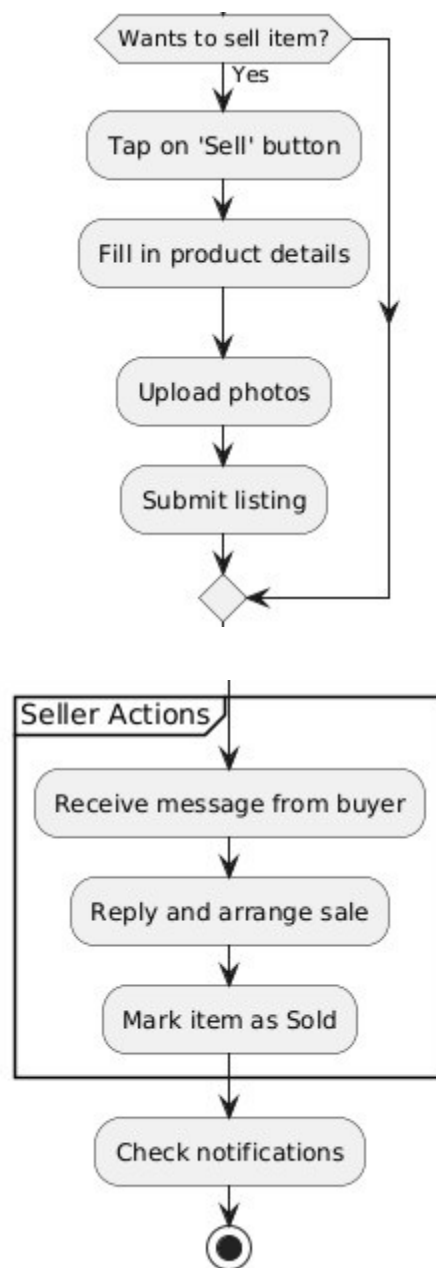 Wants to sell item?
Yes
Tap on 'Sell' button
Fill in product details
Upload photos
Submit listing
Seller Actions
Receive message from buyer
Reply and arrange sale
Mark item as Sold
Check notifications